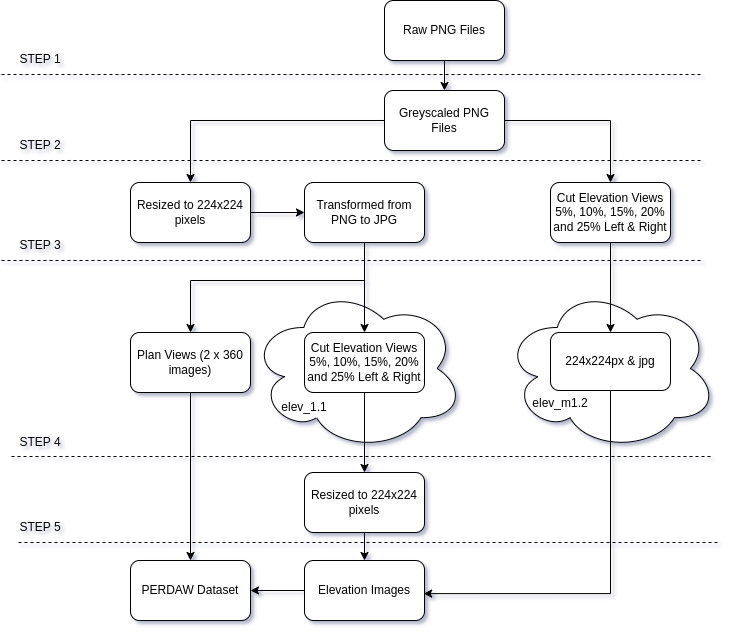 Raw PNG Files
STEP 1
Greyscaled PNG
Files
STEP 2
Resized to 224x224
pixels
Transformed from
PNG to JPG
Cut Elevation Views
5%, 10%, 15%, 20%
and 25% Left & Right
STEP 3
Plan Views (2 x 360
images)
Cut Elevation Views
5%, 10%, 15%, 20%
and 25% Left & Right
elev_1.1
224x224px & jpg
elev_m1.2
STEP 4
Resized to 224x224
pixels
STEP 5
PERDAW Dataset
Elevation Images